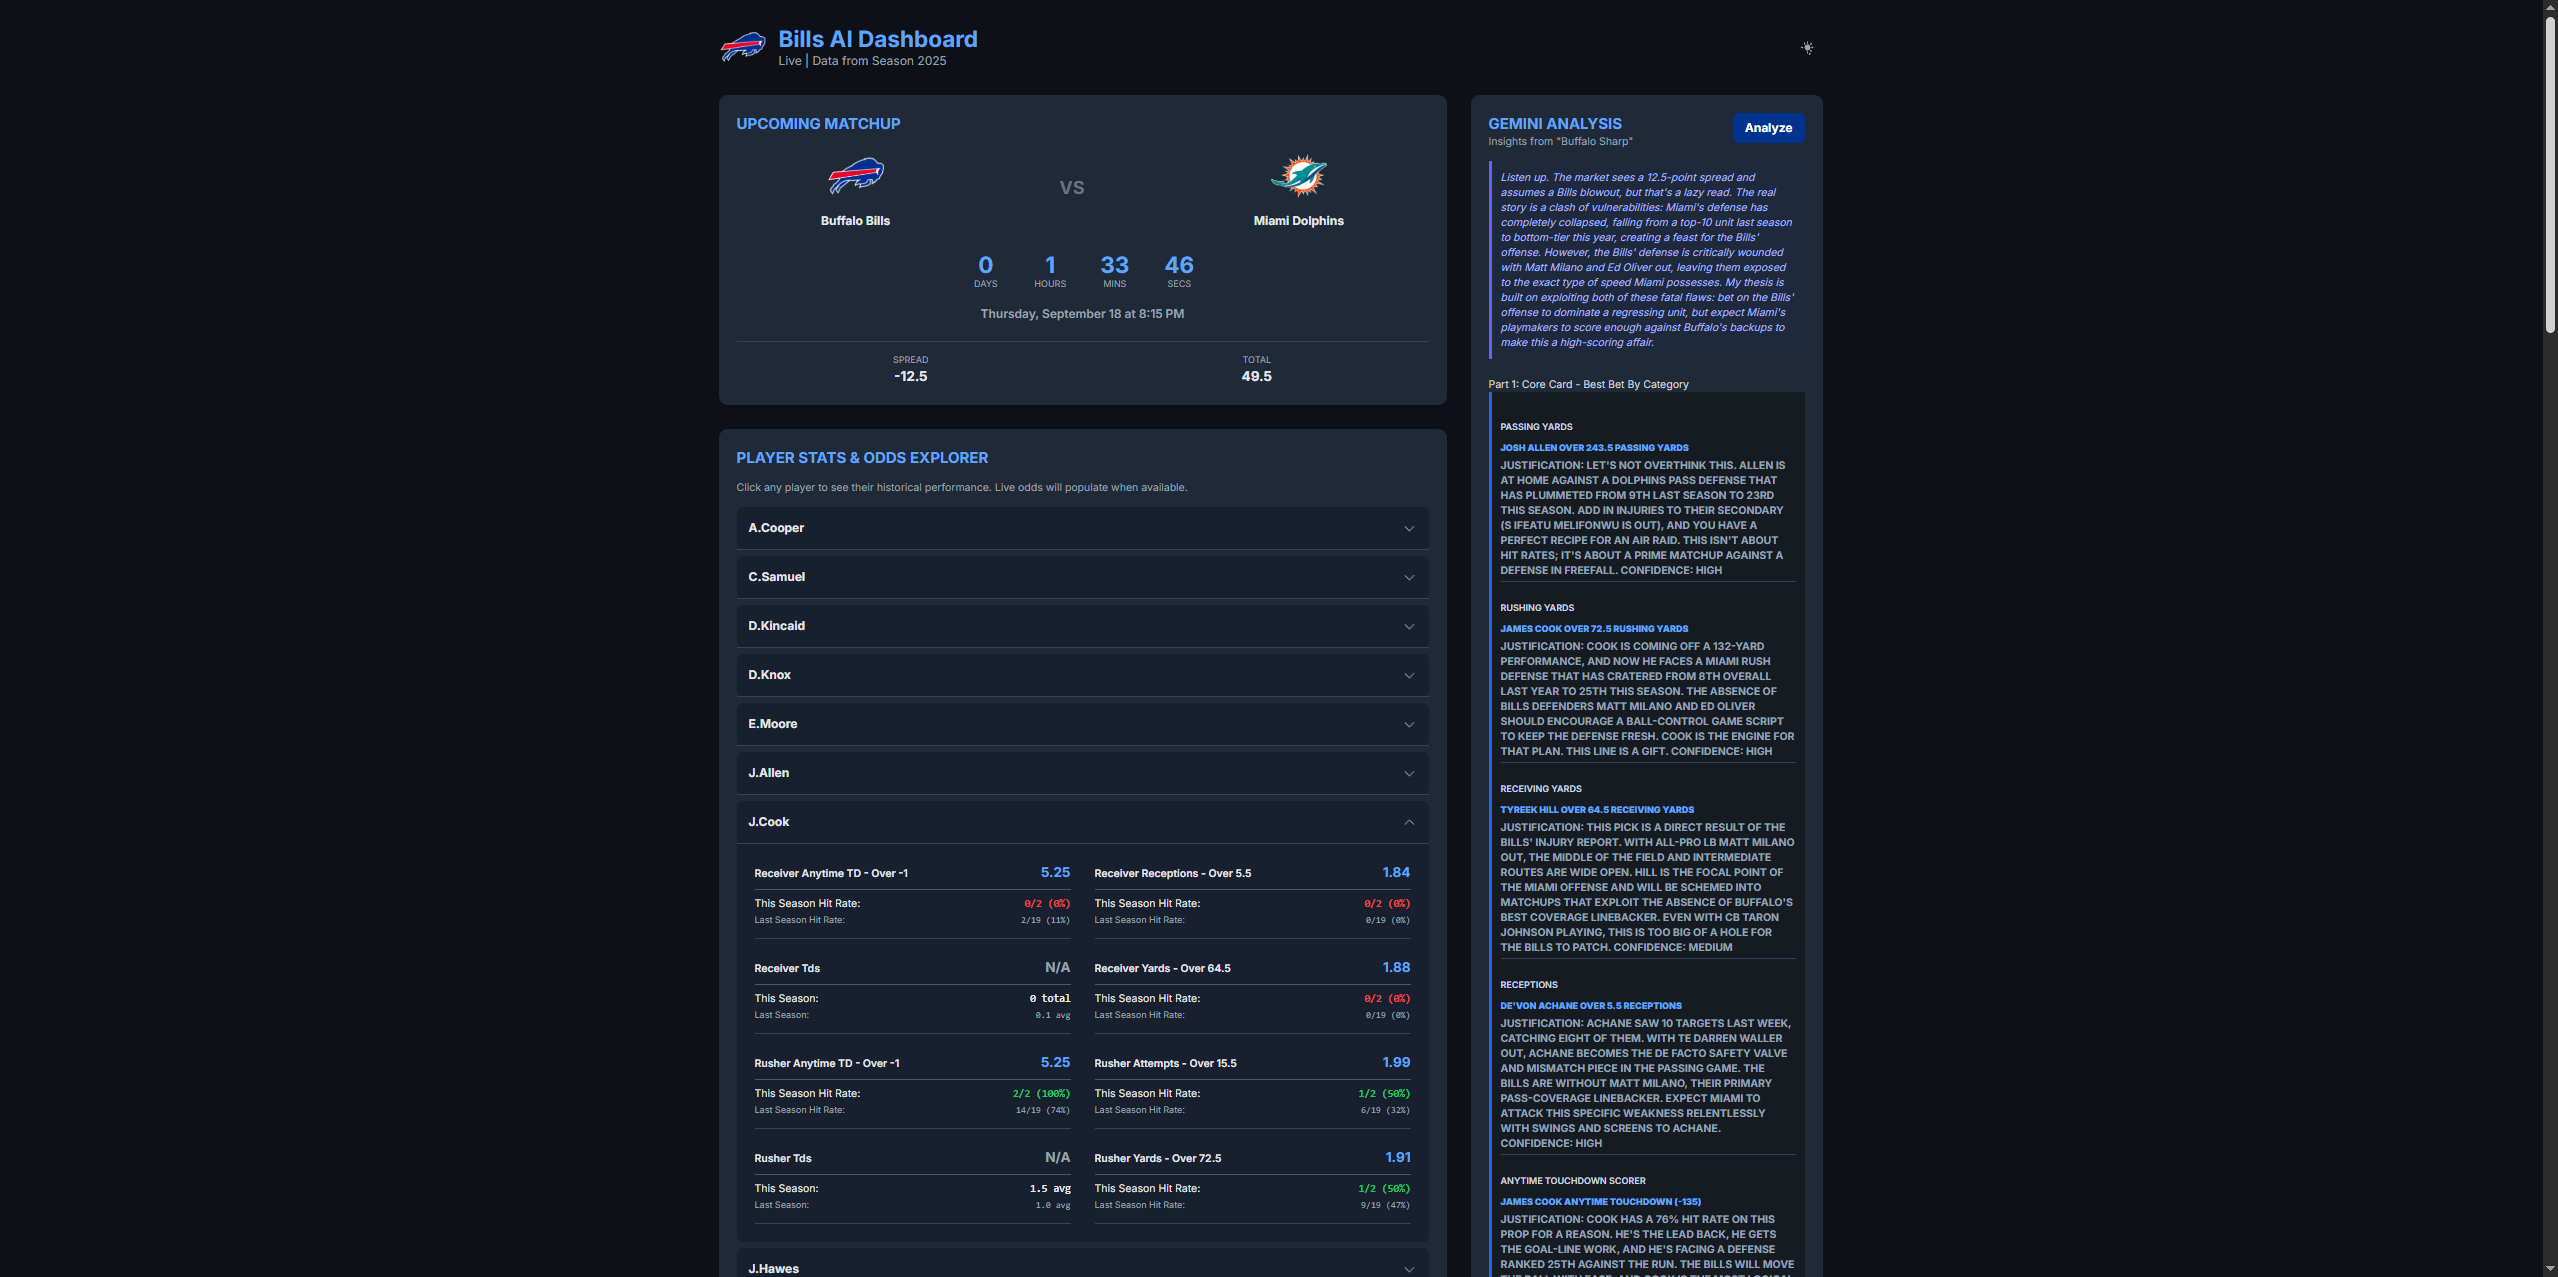 Bills AI Dashboard
Live | Data from Season 2025
UPCOMING MATCHUP
VS
Buffalo Bills
Miami Dolphins
0
1
33
46
DAYS
HOURS
MINS
SECS
Thursday, September 18 at 8:15 PM
SPREAD
TOTAL
-12.5
49.5
PLAYER STATS & ODDS EXPLORER
Click any player to see their historical performance. Live odds will populate when available.
A.Cooper
C.Samuel
D.Kincaid
D.Knox
E.Moore
J.Allen
J.Cook
Receiver Anytime TD - Over -1
5.25
This Season Hit Rate:
0/2 (0%)
Last Season Hit Rate:
2/19 (11%)
Receiver Receptions - Over 5.5
1.84
This Season Hit Rate:
0/2 (0%)
Last Season Hit Rate:
0/19 (0%)
Receiver Tds
N/A
This Season:
0 total
Last Season:
0.1 avg
Receiver Yards - Over 64.5
1.88
This Season Hit Rate:
0/2 (0%)
Last Season Hit Rate:
0/19 (0%)
Rusher Anytime TD - Over -1
5.25
This Season Hit Rate:
2/2 (100%)
Last Season Hit Rate:
14/19 (74%)
Rusher Attempts - Over 15.5
1.99
This Season Hit Rate:
1/2 (50%)
Last Season Hit Rate:
6/19 (32%)
Rusher Tds
N/A
This Season:
1.5 avg
Last Season:
1.0 avg
Rusher Yards - Over 72.5
1.91
This Season Hit Rate:
1/2 (50%)
Last Season Hit Rate:
9/19 (47%)
J.Hawes
GEMINI ANALYSIS
Insights from "Buffalo Sharp"
Analyze
Listen up. The market sees a 12.5-point spread and
assumes a Bills blowout, but that's a lazy read. The real
story is a clash of vulnerabilities: Miami's defense has
completely collapsed, falling from a top-10 unit last season
to bottom-tier this year, creating a feast for the Bills'
offense. However, the Bills' defense is critically wounded
with Matt Milano and Ed Oliver out, leaving them exposed
to the exact type of speed Miami possesses. My thesis is
built on exploiting both of these fatal flaws: bet on the Bills'
offense to dominate a regressing unit, but expect Miami's
playmakers to score enough against Buffalo's backups to
make this a high-scoring affair.
Part 1: Core Card - Best Bet By Category
PASSING YARDS
JOSH ALLEN OVER 243.5 PASSING YARDS
JUSTIFICATION: LET'S NOT OVERTHINK THIS. ALLEN IS
AT HOME AGAINST A DOLPHINS PASS DEFENSE THAT
HAS PLUMMETED FROM 9TH LAST SEASON TO 23RD
THIS SEASON. ADD IN INJURIES TO THEIR SECONDARY
(S IFEATU MELIFONWU IS OUT), AND YOU HAVE A
PERFECT RECIPE FOR AN AIR RAID. THIS ISN'T ABOUT
HIT RATES; IT'S ABOUT A PRIME MATCHUP AGAINST A
DEFENSE IN FREEFALL. CONFIDENCE: HIGH
RUSHING YARDS
JAMES COOK OVER 72.5 RUSHING YARDS
JUSTIFICATION: COOK IS COMING OFF A 132-YARD
PERFORMANCE, AND NOW HE FACES A MIAMI RUSH
DEFENSE THAT HAS CRATERED FROM 8TH OVERALL
LAST YEAR TO 25TH THIS SEASON. THE ABSENCE OF
BILLS DEFENDERS MATT MILANO AND ED OLIVER
SHOULD ENCOURAGE A BALL-CONTROL GAME SCRIPT
TO KEEP THE DEFENSE FRESH. COOK IS THE ENGINE FOR
THAT PLAN. THIS LINE IS A GIFT. CONFIDENCE: HIGH
RECEIVING YARDS
TYREEK HILL OVER 64.5 RECEIVING YARDS
JUSTIFICATION: THIS PICK IS A DIRECT RESULT OF THE
BILLS' INJURY REPORT. WITH ALL-PRO LB MATT MILANO
OUT, THE MIDDLE OF THE FIELD AND INTERMEDIATE
ROUTES ARE WIDE OPEN. HILL IS THE FOCAL POINT OF
THE MIAMI OFFENSE AND WILL BE SCHEMED INTO
MATCHUPS THAT EXPLOIT THE ABSENCE OF BUFFALO'S
BEST COVERAGE LINEBACKER. EVEN WITH CB TARON
JOHNSON PLAYING, THIS IS TOO BIG OF A HOLE FOR
THE BILLS TO PATCH. CONFIDENCE: MEDIUM
RECEPTIONS
DE'VON ACHANE OVER 5.5 RECEPTIONS
JUSTIFICATION: ACHANE SAW 10 TARGETS LAST WEEK,
CATCHING EIGHT OF THEM. WITH TE DARREN WALLER
OUT, ACHANE BECOMES THE DE FACTO SAFETY VALVE
AND MISMATCH PIECE IN THE PASSING GAME. THE
BILLS ARE WITHOUT MATT MILANO, THEIR PRIMARY
PASS-COVERAGE LINEBACKER. EXPECT MIAMI TO
ATTACK THIS SPECIFIC WEAKNESS RELENTLESSLY
WITH SWINGS AND SCREENS TO ACHANE.
CONFIDENCE: HIGH
ANYTIME TOUCHDOWN SCORER
JAMES COOK ANYTIME TOUCHDOWN (-135)
JUSTIFICATION: COOK HAS A 76% HIT RATE ON THIS
PROP FOR A REASON. HE'S THE LEAD BACK, HE GETS
THE GOAL-LINE WORK, AND HE'S FACING A DEFENSE
RANKED 25TH AGAINST THE RUN. THE BILLS WILL MOVE